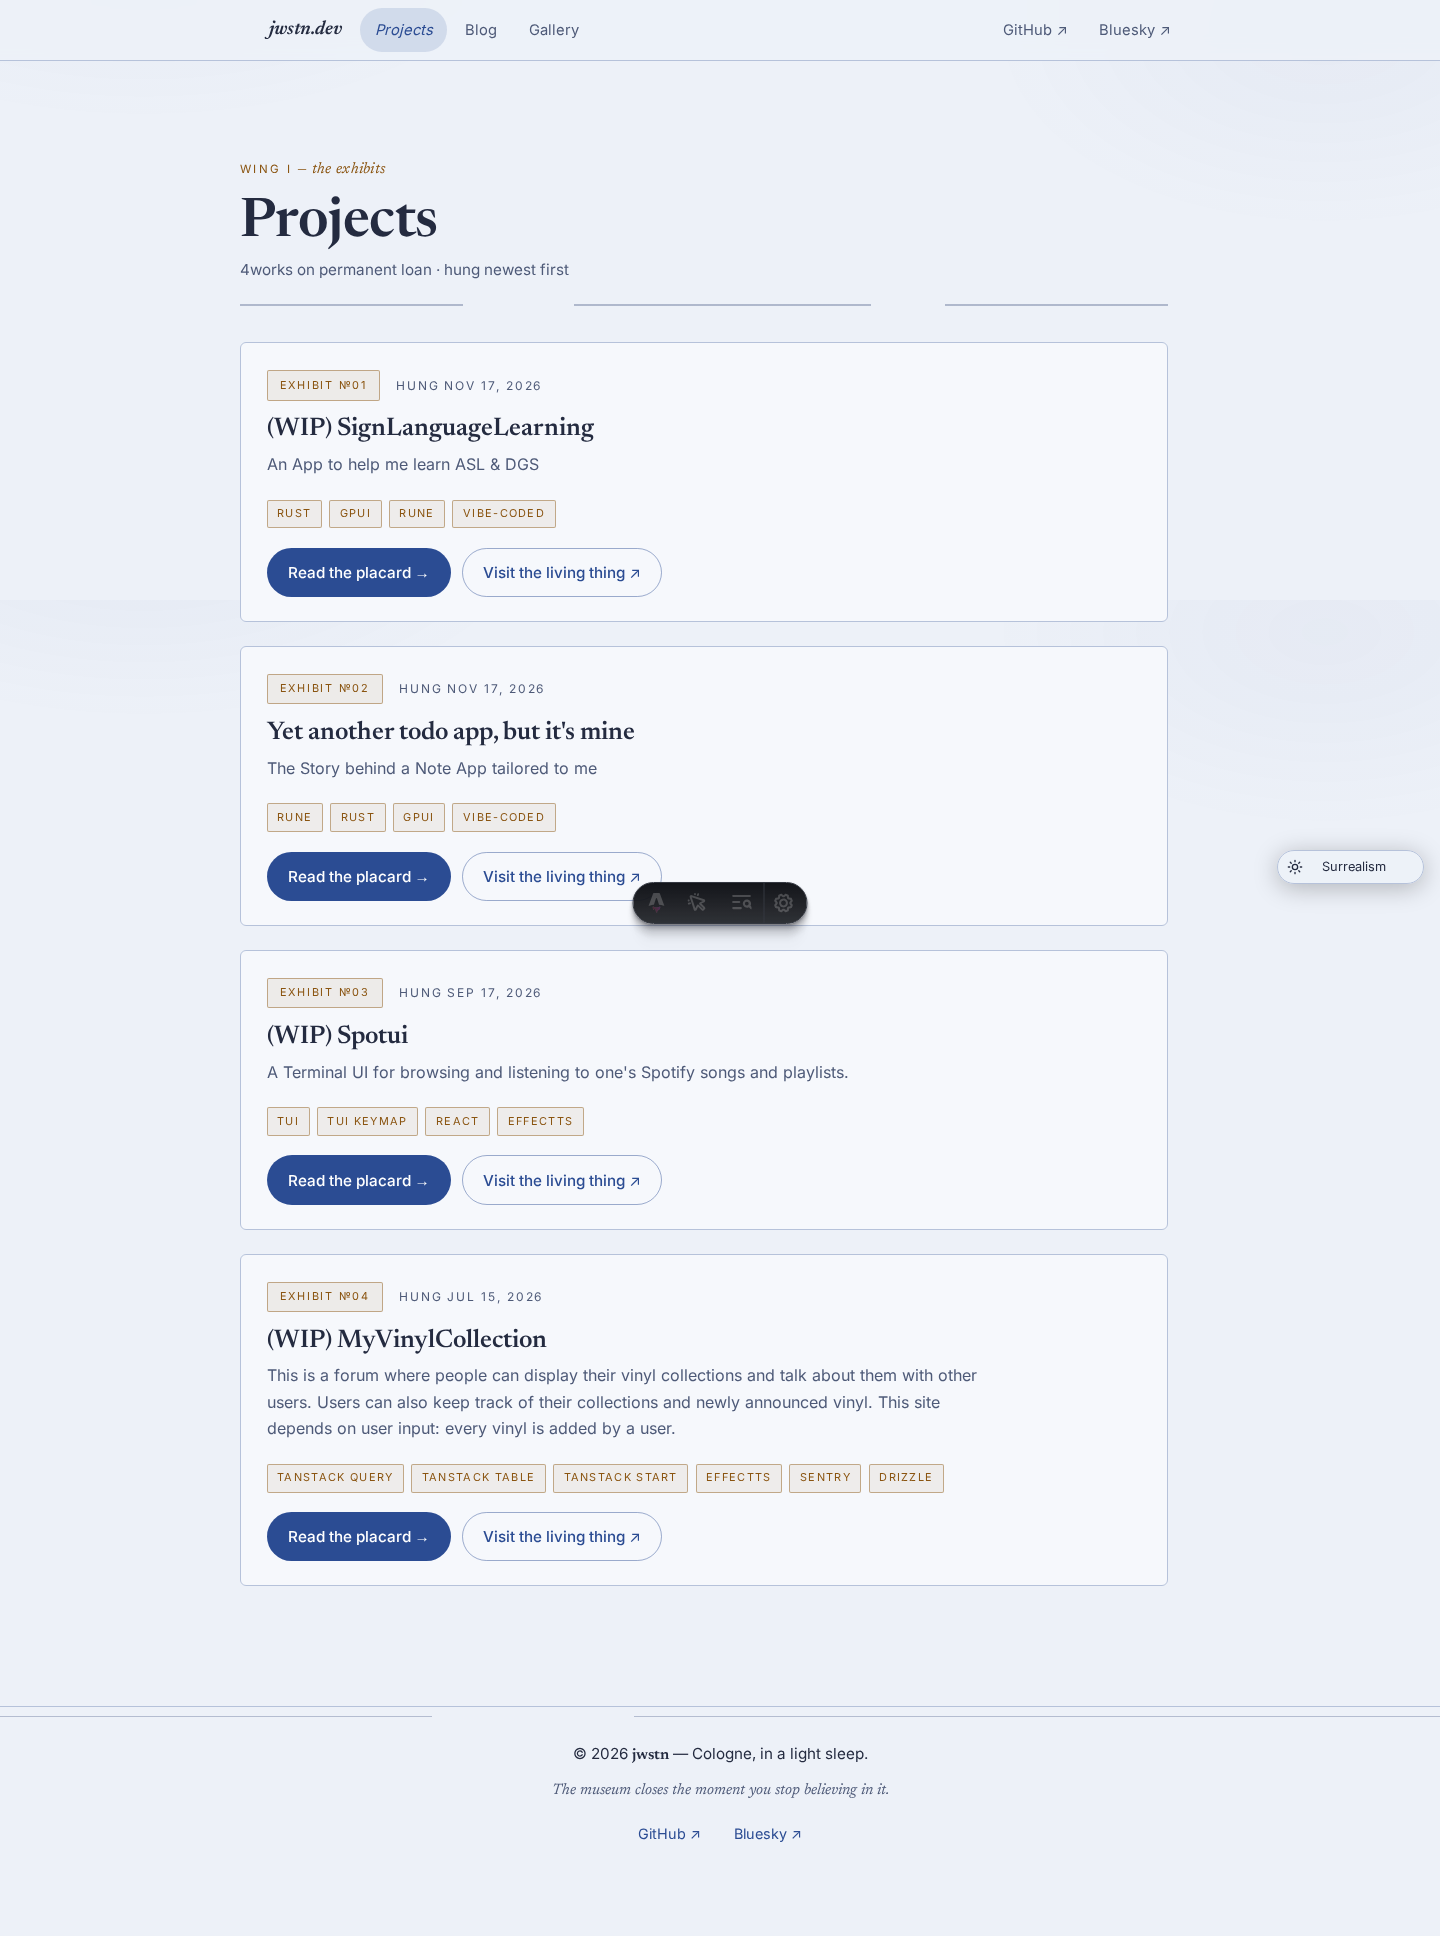 jwstn.dev Projects Blog Gallery GitHub ↗ Bluesky ↗
WING I — the exhibits
Projects
4works on permanent loan · hung newest first
EXHIBIT №01 HUNG NOV 17, 2026
(WIP) SignLanguageLearning
An App to help me learn ASL & DGS
RUST GPUI RUNE VIBE-CODED
Read the placard → Visit the living thing ↗
EXHIBIT №02 HUNG NOV 17, 2026
Yet another todo app, but it's mine
The Story behind a Note App tailored to me
RUNE RUST GPUI VIBE-CODED
Surrealism
Read the placard → Visit the living thing ↗
EXHIBIT №03 HUNG SEP 17, 2026
(WIP) Spotui
A Terminal UI for browsing and listening to one's Spotify songs and playlists.
TUI TUI KEYMAP REACT EFFECTTS
Read the placard → Visit the living thing ↗
EXHIBIT №04 HUNG JUL 15, 2026
(WIP) MyVinylCollection
This is a forum where people can display their vinyl collections and talk about them with other
users. Users can also keep track of their collections and newly announced vinyl. This site
depends on user input: every vinyl is added by a user.
TANSTACK QUERY TANSTACK TABLE TANSTACK START EFFECTTS SENTRY DRIZZLE
Read the placard → Visit the living thing ↗
© 2026 jwstn — Cologne, in a light sleep.
The museum closes the moment you stop believing in it.
GitHub ↗ Bluesky ↗